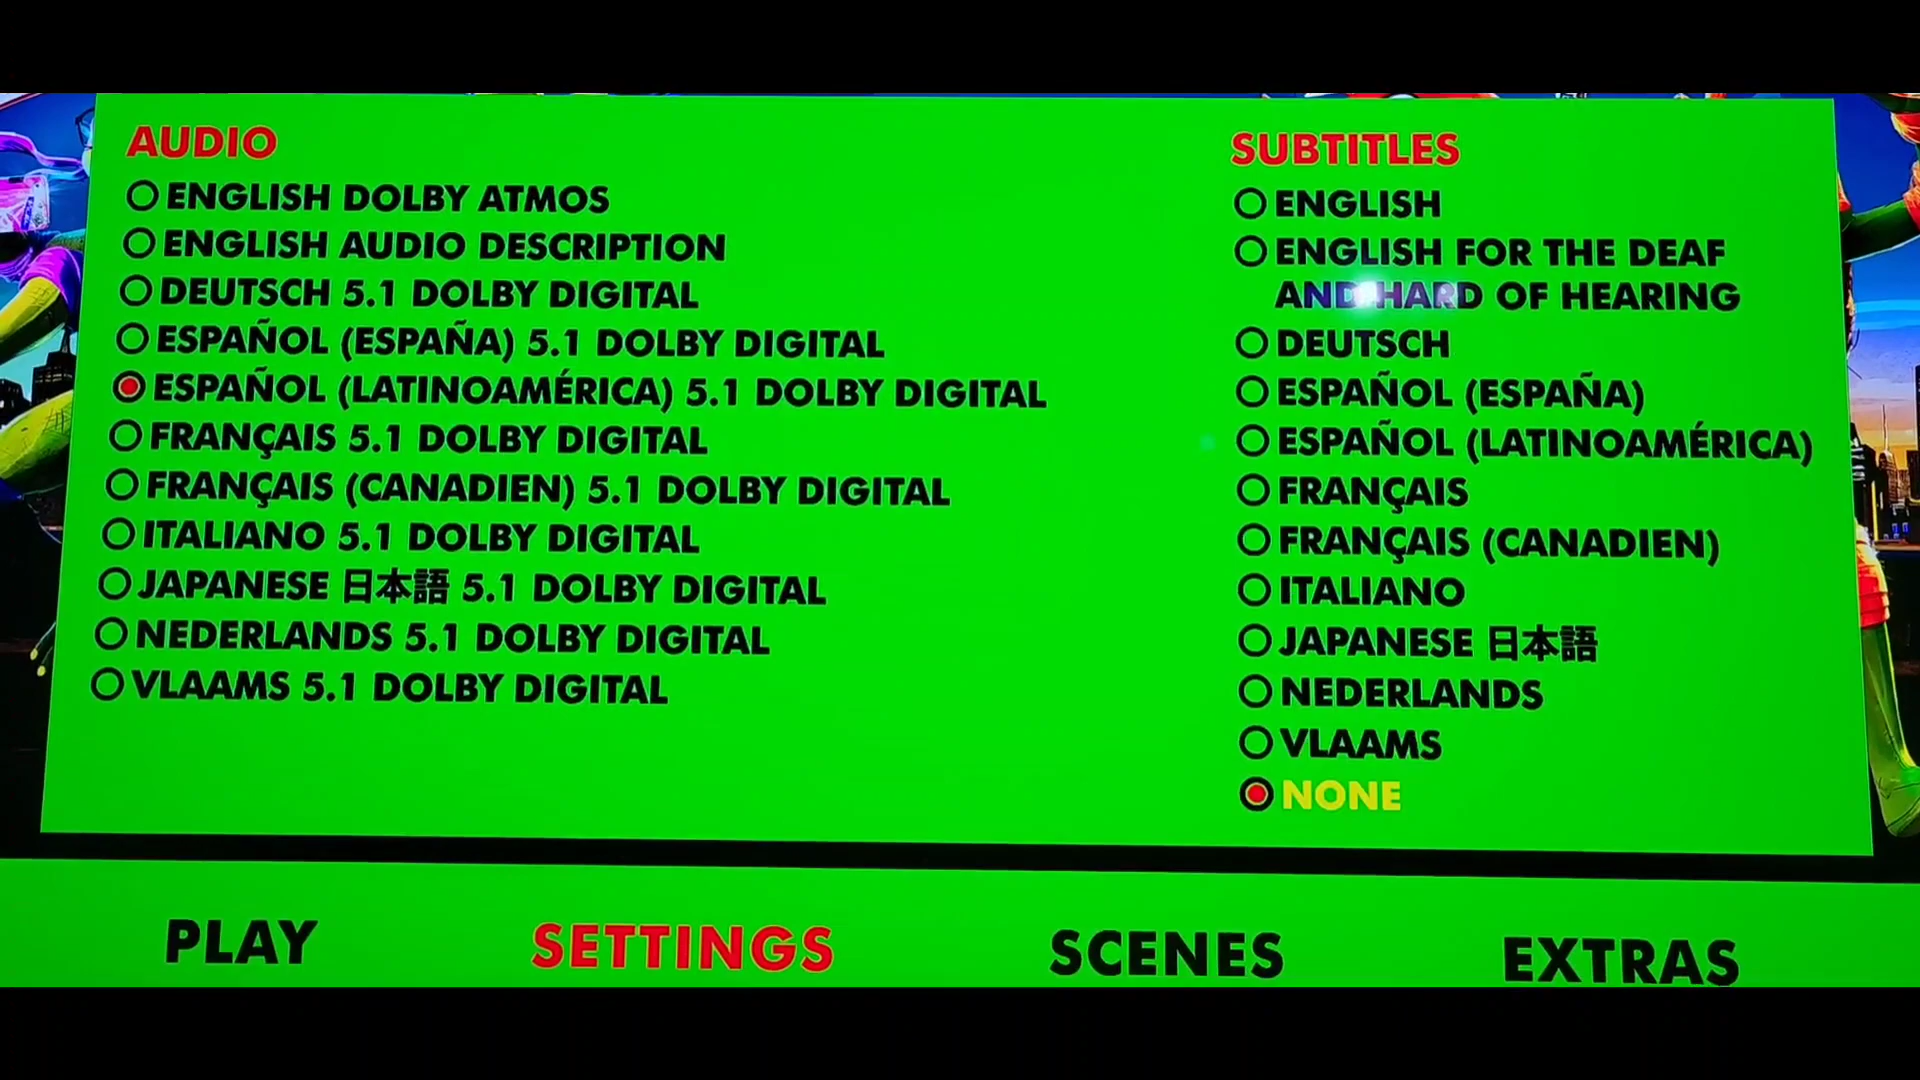 AUDIO
ENGLISH DOLBY ATMOS
ENGLISH AUDIO DESCRIPTION
DEUTSCH 5.1 DOLBY DIGITAL
ESPAÑOL (ESPAÑA) 5.1 DOLBY DIGITAL
ESPAÑOL (LATINOAMÉRICA) 5.1 DOLBY DIGITAL
FRANÇAIS 5.1 DOLBY DIGITAL
FRANÇAIS (CANADIEN) 5.1 DOLBY DIGITAL
ITALIANO 5.1 DOLBY DIGITAL
JAPANESE 日本語 5.1 DOLBY DIGITAL
NEDERLANDS 5.1 DOLBY DIGITAL
VLAAMS 5.1 DOLBY DIGITAL
SUBTITLES
ENGLISH
ENGLISH FOR THE DEAF
AND HARD OF HEARING
DEUTSCH
ESPAÑOL (ESPAÑA)
ESPAÑOL (LATINOAMÉRICA)
FRANÇAIS
FRANÇAIS (CANADIEN)
ITALIANO
JAPANESE 日本語
NEDERLANDS
VLAAMS
NONE
PLAY
SETTINGS
SCENES
EXTRAS